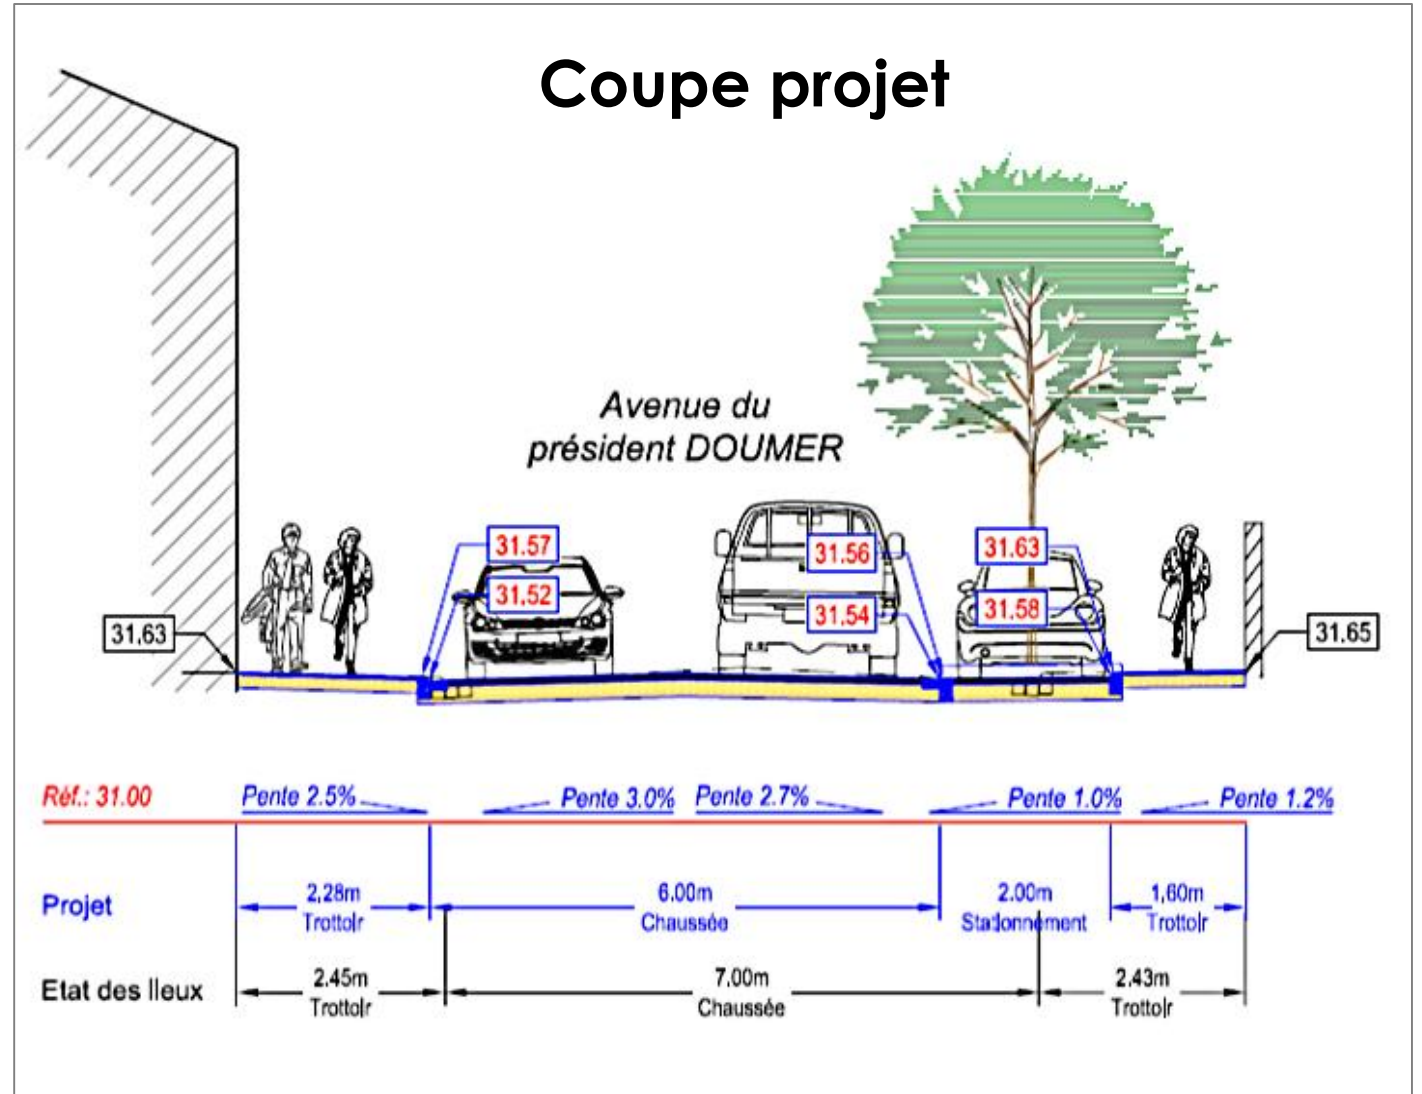 Coupe projet
Avenue du
président DOUMER
31.57
31.52
31.56
31.54
31.63
31.58
31.63
31.65
Réf.: 31.00
Pente 2.5%
Pente 3.0%
Pente 2.7%
Pente 1.0%
Pente 1.2%
Projet
2,28m
Trottoir
6.00m
Chaussée
2.00m
Stationnement
1,60m
Trottoir
Etat des lieux
2.45m
Trottoir
7.00m
Chaussée
2.43m
Trottoir